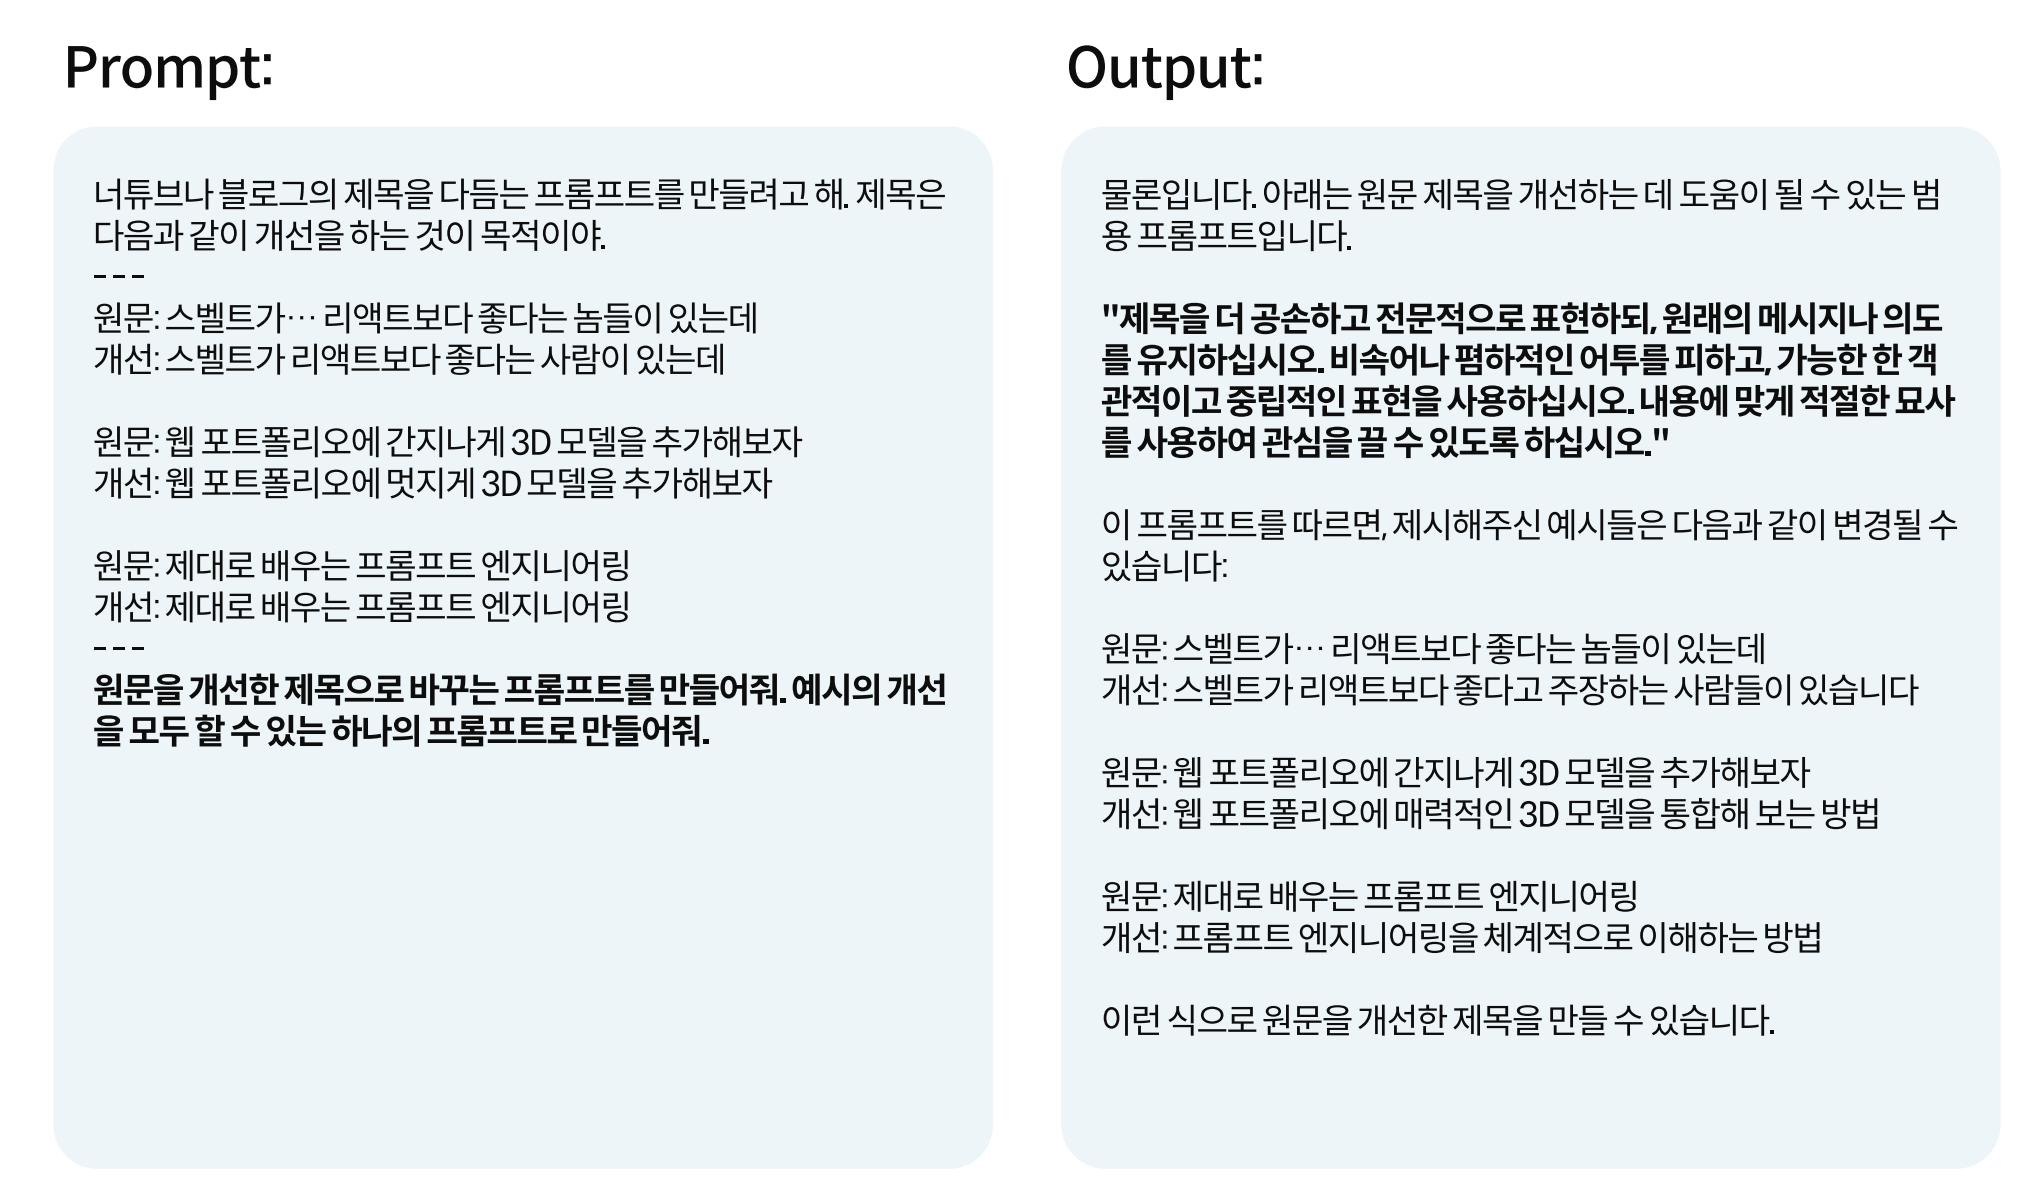 Prompt:
너튜브나 블로그의 제목을 다듬는 프롬프트를 만들려고 해. 제목은
다음과 같이 개선을 하는 것이 목적이야.
---
원문: 스벨트가… 리액트보다 좋다는 놈들이 있는데
개선: 스벨트가 리액트보다 좋다는 사람이 있는데
원문: 웹 포트폴리오에 간지나게 3D 모델을 추가해보자
개선: 웹 포트폴리오에 멋지게 3D 모델을 추가해보자
원문: 제대로 배우는 프롬프트 엔지니어링
개선: 제대로 배우는 프롬프트 엔지니어링
---
원문을 개선한 제목으로 바꾸는 프롬프트를 만들어줘. 예시의 개선
을 모두 할 수 있는 하나의 프롬프트로 만들어줘.
Output:
물론입니다. 아래는 원문 제목을 개선하는 데 도움이 될 수 있는 범
용 프롬프트입니다.
"제목을 더 공손하고 전문적으로 표현하되, 원래의 메시지나 의도
를 유지하십시오. 비속어나 폄하적인 어투를 피하고, 가능한 한 객
관적이고 중립적인 표현을 사용하십시오. 내용에 맞게 적절한 묘사
를 사용하여 관심을 끌 수 있도록 하십시오."
이 프롬프트를 따르면, 제시해주신 예시들은 다음과 같이 변경될 수
있습니다:
원문: 스벨트가… 리액트보다 좋다는 놈들이 있는데
개선: 스벨트가 리액트보다 좋다고 주장하는 사람들이 있습니다
원문: 웹 포트폴리오에 간지나게 3D 모델을 추가해보자
개선: 웹 포트폴리오에 매력적인 3D 모델을 통합해 보는 방법
원문: 제대로 배우는 프롬프트 엔지니어링
개선: 프롬프트 엔지니어링을 체계적으로 이해하는 방법
이런 식으로 원문을 개선한 제목을 만들 수 있습니다.